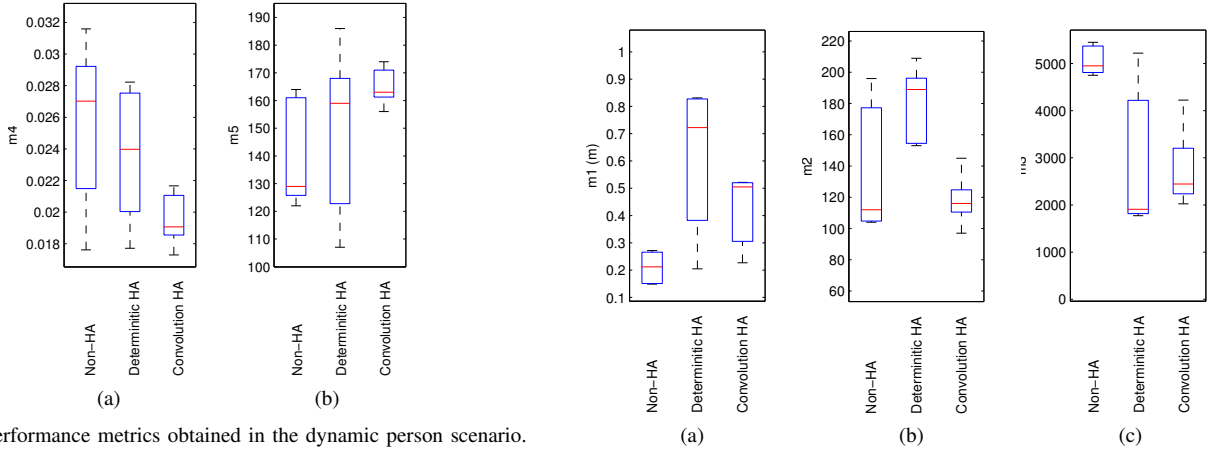 0.032
0.03
0.028
0.026
0.024
0.022
0.02
0.018
m4
Non-HA
Determinitic HA
Convolution HA
(a)
190
180
170
160
150
140
130
120
110
100
m5
Non-HA
Determinitic HA
Convolution HA
(b)
erformance metrics obtained in the dynamic person scenario.
1
0.9
0.8
0.7
0.6
0.5
0.4
0.3
0.2
0.1
m1 (m)
Non-HA
Determinitic HA
Convolution HA
(a)
220
200
180
160
140
120
100
80
60
m2
Non-HA
Determinitic HA
Convolution HA
(b)
5000
4000
3000
2000
1000
0
Non-HA
Determinitic HA
Convolution HA
(c)